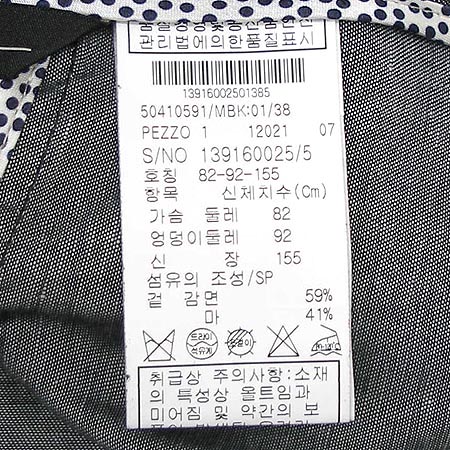 관리법에의한품질표시
13916002501385
50410591/MBK:01/38
PEZZO 1 12021 07
S/NO 139160025/5
호칭 82-92-155
항목 신체치수(Cm)
가슴 둘레 82
엉덩이둘레 92
신 장 155
섬유의 조성/SP
겉 감면 59%
마 41%
드라이
석유계
취급상 주의사항:소재
의 특성상 올트임과
미어짐 및 약간의 보